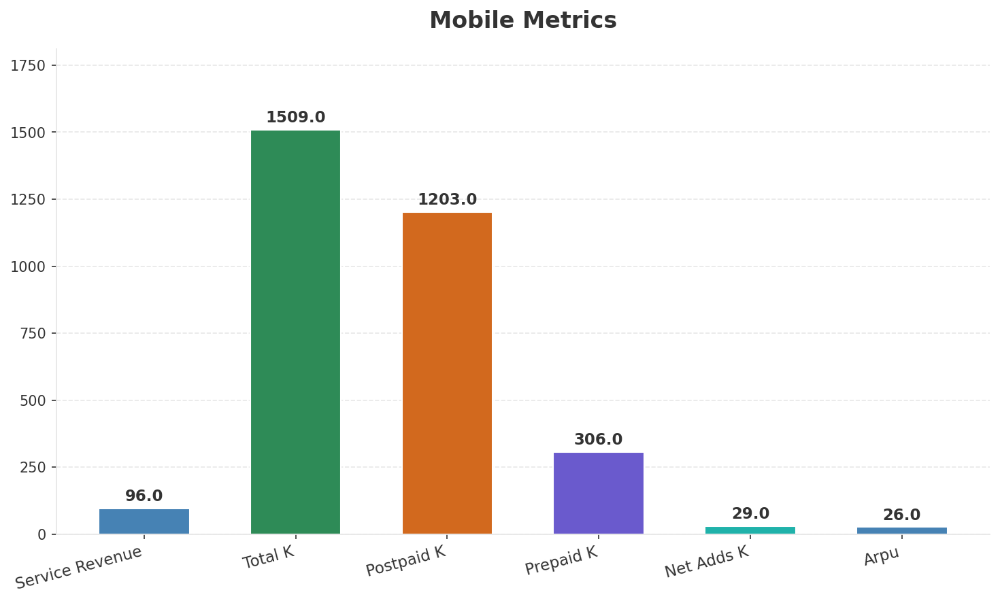 Mobile Metrics
1750
1500
1250
1000
750
500
250
0
96.0
1509.0
1203.0
306.0
29.0
26.0
Service Revenue
Total K
Postpaid K
Prepaid K
Net Adds K
Arpu